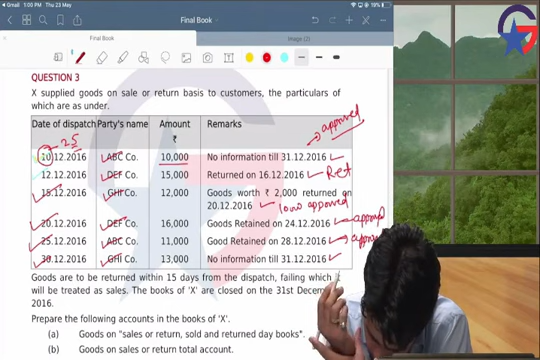 Gmail 1:00 PM Thu 23 May
Final Book
19%
Final Book
Image (3)
QUESTION 3
X supplied goods on sale or return basis to customers, the particulars of
which are as under.
approved
25
Date of dispatch Party's name Amount Remarks
₹
10.12.2016 ABC Co. 10,000 No information till 31.12.2016
12.12.2016 DEF Co. 15,000 Returned on 16.12.2016 Ret
15.12.2016 GHI Co. 12,000 Goods worth ₹ 2,000 returned on
20.12.2016 1000 approved
20.12.2016 DEF Co. 16,000 Goods Retained on 24.12.2016
25.12.2016 ABC Co. 11,000 Good Retained on 28.12.2016
30.12.2016 GHI Co. 13,000 No information till 31.12.2016
Goods are to be returned within 15 days from the dispatch, failing which it
will be treated as sales. The books of 'X' are closed on the 31st December,
2016.
Prepare the following accounts in the books of 'X'.
(a) Goods on "sales or return, sold and returned day books".
(b) Goods on sales or return total account.